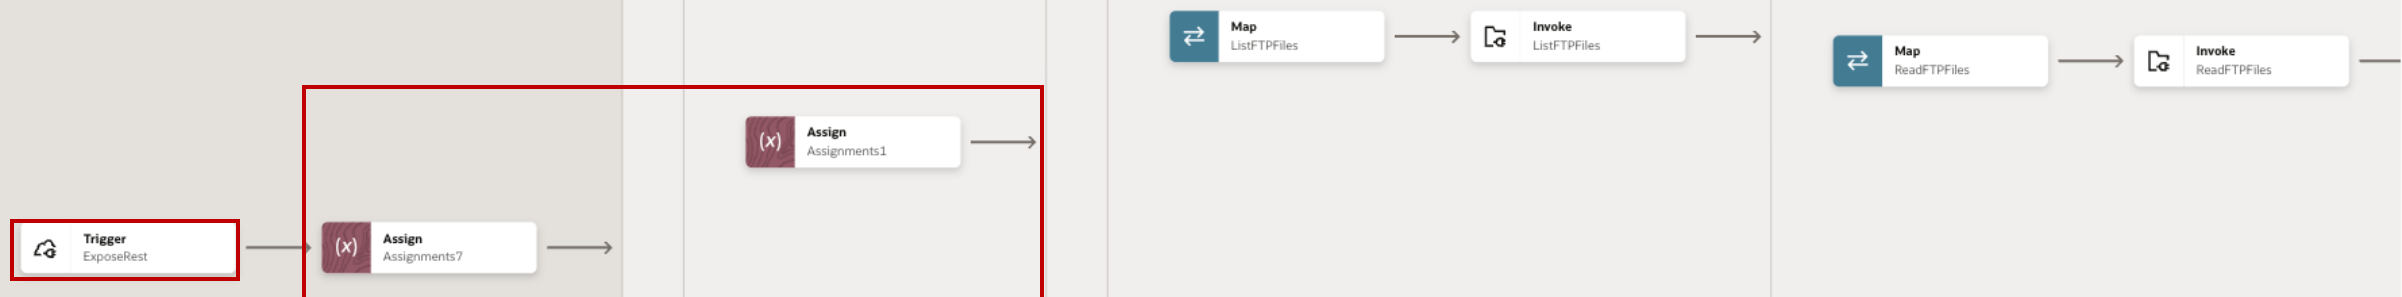 Trigger
ExposeRest
(x)
Assign
Assignments7
(x)
Assign
Assignments1
Map
ListFTPFiles
Invoke
ListFTPFiles
Map
ReadFTPFiles
Invoke
ReadFTPFiles